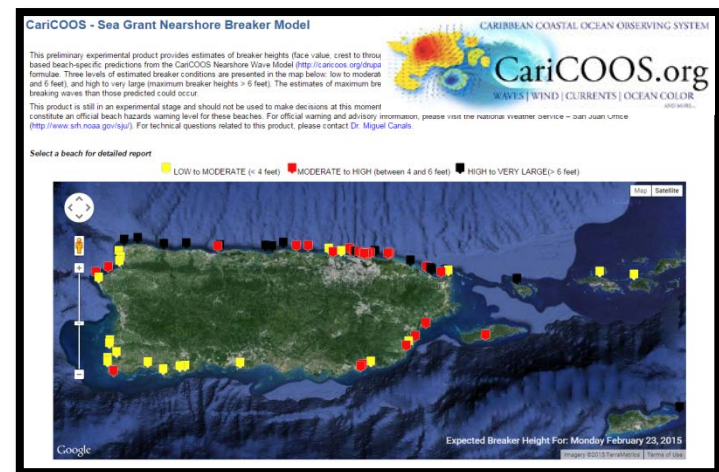 CariCOOS - Sea Grant Nearshore Breaker Model
CARIBBEAN COASTAL OCEAN OBSERVING SYSTEM
CariCOOS.org
WAVES | WIND | CURRENTS | OCEAN COLOR
AND MORE...
This preliminary experimental product provides estimates of breaker heights (face value, crest to throug
based beach-specific predictions from the CariCOOS Nearshore Wave Model (http://caricoos.org/drupa
formulae. Three levels of estimated breaker conditions are presented in the map below: low to moderat
and 6 feet), and high to very large (maximum breaker heights > 6 feet). The estimates of maximum bre
breaking waves than those predicted could occur.
This product is still in an experimental stage and should not be used to make decisions at this moment
constitute an official beach hazards warning level for these beaches. For official warning and advisory information, please visit the National Weather Service – San Juan Office
(http://www.srh.noaa.gov/sju/). For technical questions related to this product, please contact Dr. Miguel Canals.
Select a beach for detailed report
LOW to MODERATE (< 4 feet) MODERATE to HIGH (between 4 and 6 feet) HIGH to VERY LARGE(> 6 feet)
Map Satellite
Google
Expected Breaker Height For: Monday February 23, 2015
Imagery ©2015 TerraMetrics Terms of Use